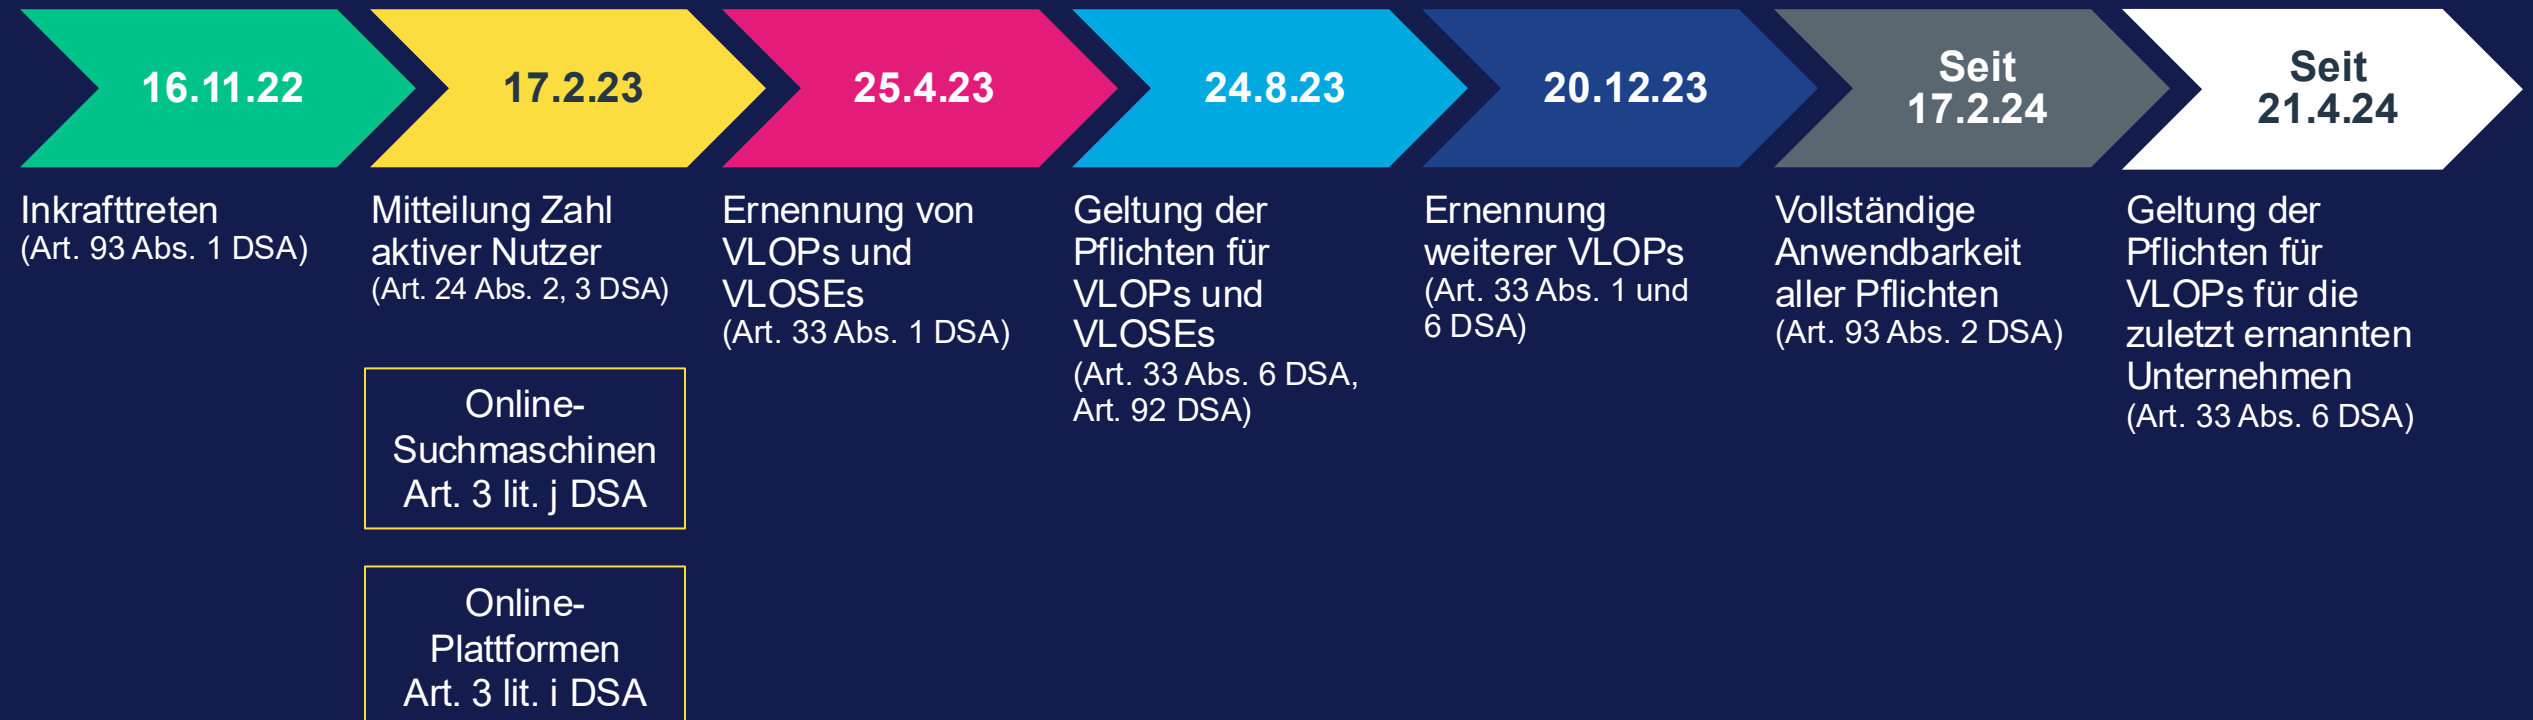 16.11.22
Inkrafttreten
(Art. 93 Abs. 1 DSA)
17.2.23
Mitteilung Zahl
aktiver Nutzer
(Art. 24 Abs. 2, 3 DSA)
Online-
Suchmaschinen
Art. 3 lit. j DSA
Online-
Plattformen
Art. 3 lit. i DSA
25.4.23
Ernennung von
VLOPs und
VLOSEs
(Art. 33 Abs. 1 DSA)
24.8.23
Geltung der
Pflichten für
VLOPs und
VLOSEs
(Art. 33 Abs. 6 DSA,
Art. 92 DSA)
20.12.23
Ernennung
weiterer VLOPs
(Art. 33 Abs. 1 und
6 DSA)
Seit
17.2.24
Vollständige
Anwendbarkeit
aller Pflichten
(Art. 93 Abs. 2 DSA)
Seit
21.4.24
Geltung der
Pflichten für
VLOPs für die
zuletzt ernannten
Unternehmen
(Art. 33 Abs. 6 DSA)